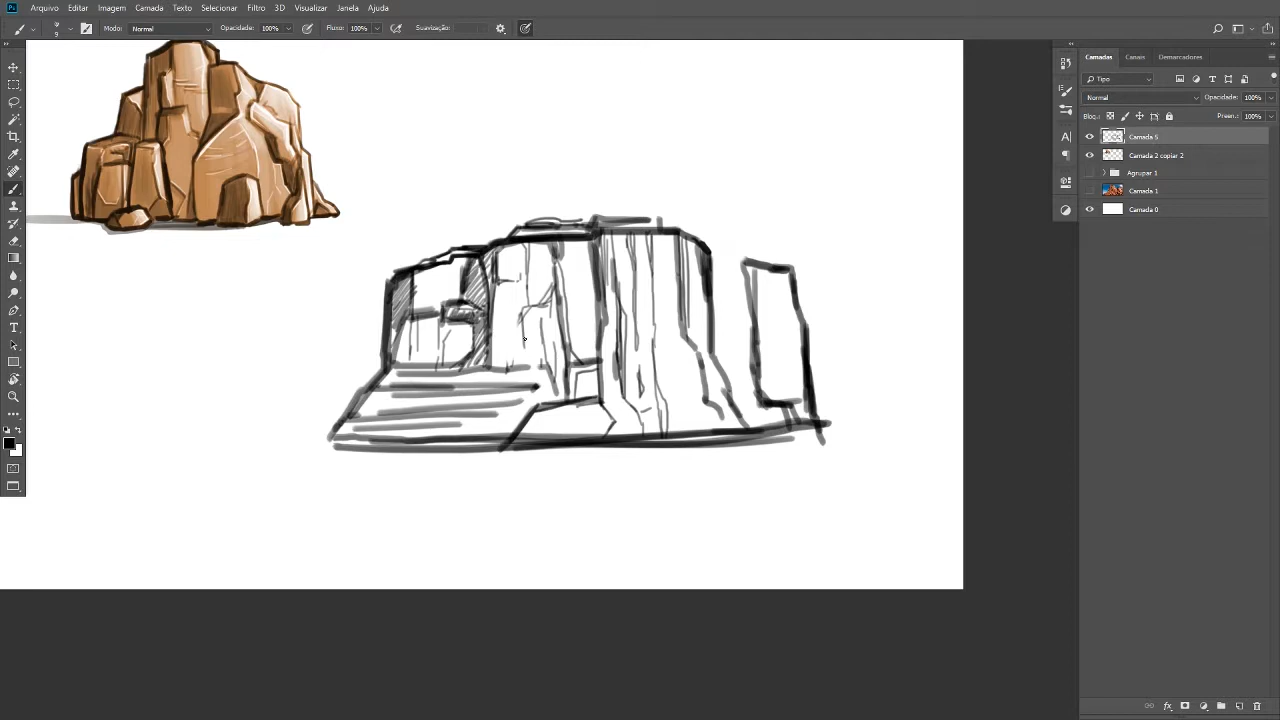 Ps Arquivo Editar Imagem Camada Texto Selecionar Filtro 3D Visualizar Janela Ajuda
9 Modo: Normal Opacidade: 100% Fluxo: 100% Suavização:
Camadas Canais Demarcadores
Tipo
Normal Opacidade: 100%
Bloq.: Preen.: 100%
Camada 5
Camada 2 copiar 2
Agrupar 1
Camada 1
Camada 0